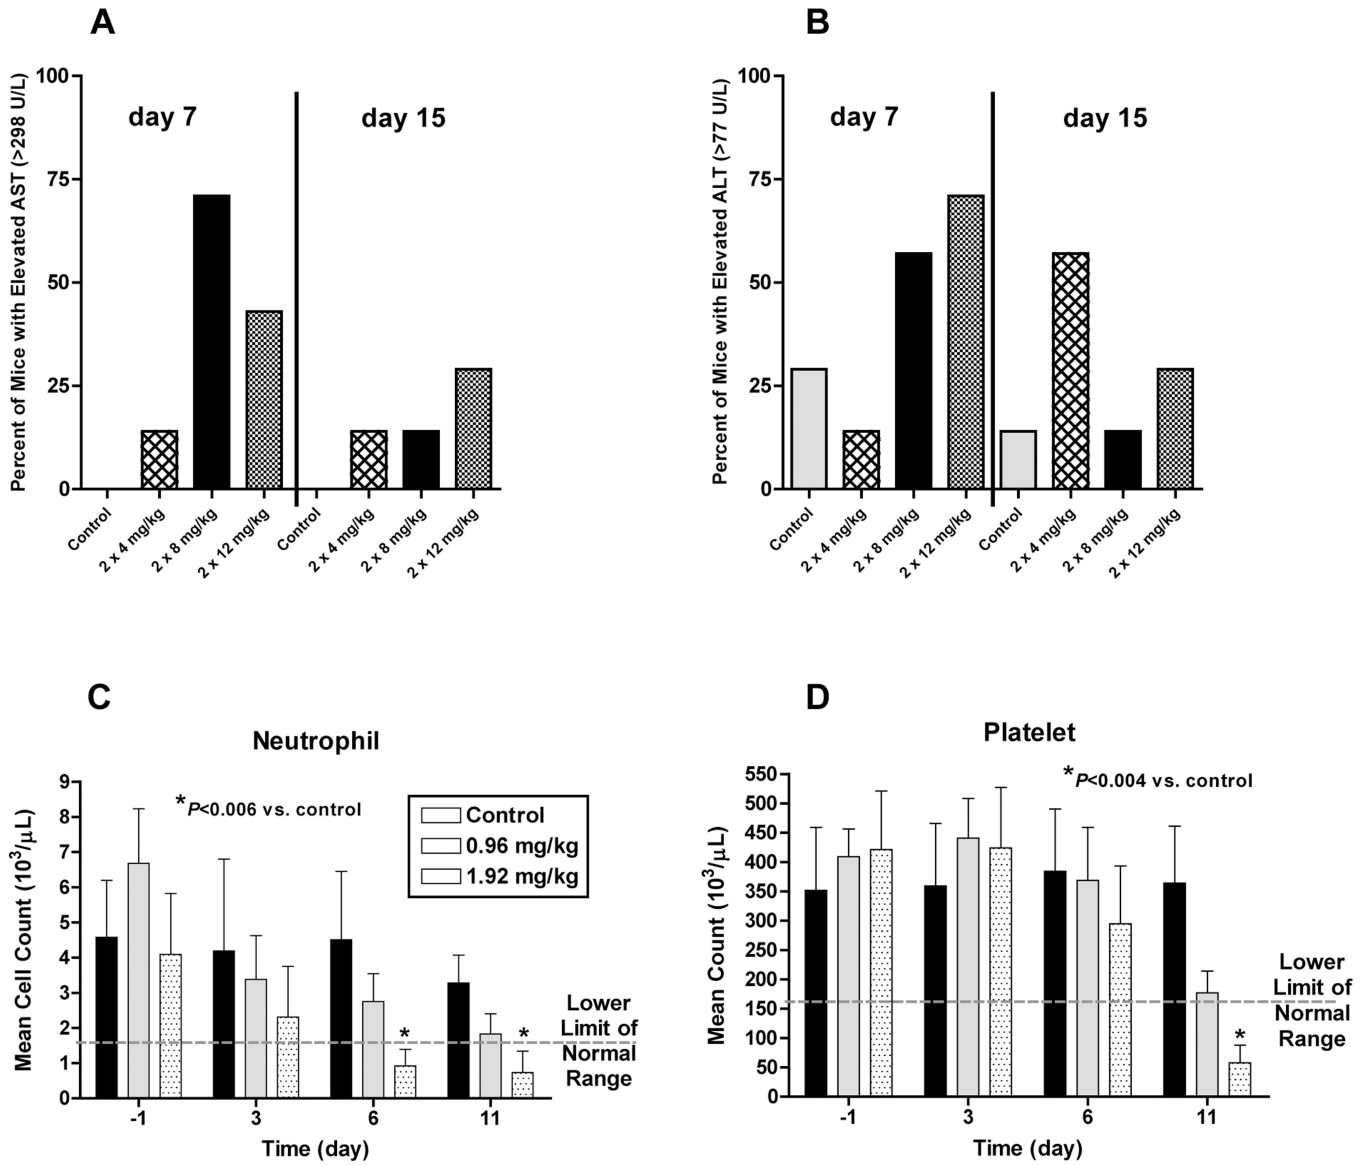 A
Percent of Mice with Elevated AST (>298 U/L)
100
75
50
25
0
day 7
day 15
Control
2 x 4 mg/kg
2 x 8 mg/kg
2 x 12 mg/kg
Control
2 x 4 mg/kg
2 x 8 mg/kg
2 x 12 mg/kg
B
Percent of Mice with Elevated ALT (>77 U/L)
100
75
50
25
0
day 7
day 15
Control
2 x 4 mg/kg
2 x 8 mg/kg
2 x 12 mg/kg
Control
2 x 4 mg/kg
2 x 8 mg/kg
2 x 12 mg/kg
C
Neutrophil
Mean Cell Count (10³/µL)
9
8
7
6
5
4
3
2
1
0
*P<0.006 vs. control
Control
0.96 mg/kg
1.92 mg/kg
*
*
Lower
Limit of
Normal
Range
-1
3
6
11
Time (day)
D
Platelet
Mean Count (10³/µL)
550
500
450
400
350
300
250
200
150
100
50
0
*P<0.004 vs. control
*
Lower
Limit of
Normal
Range
-1
3
6
11
Time (day)